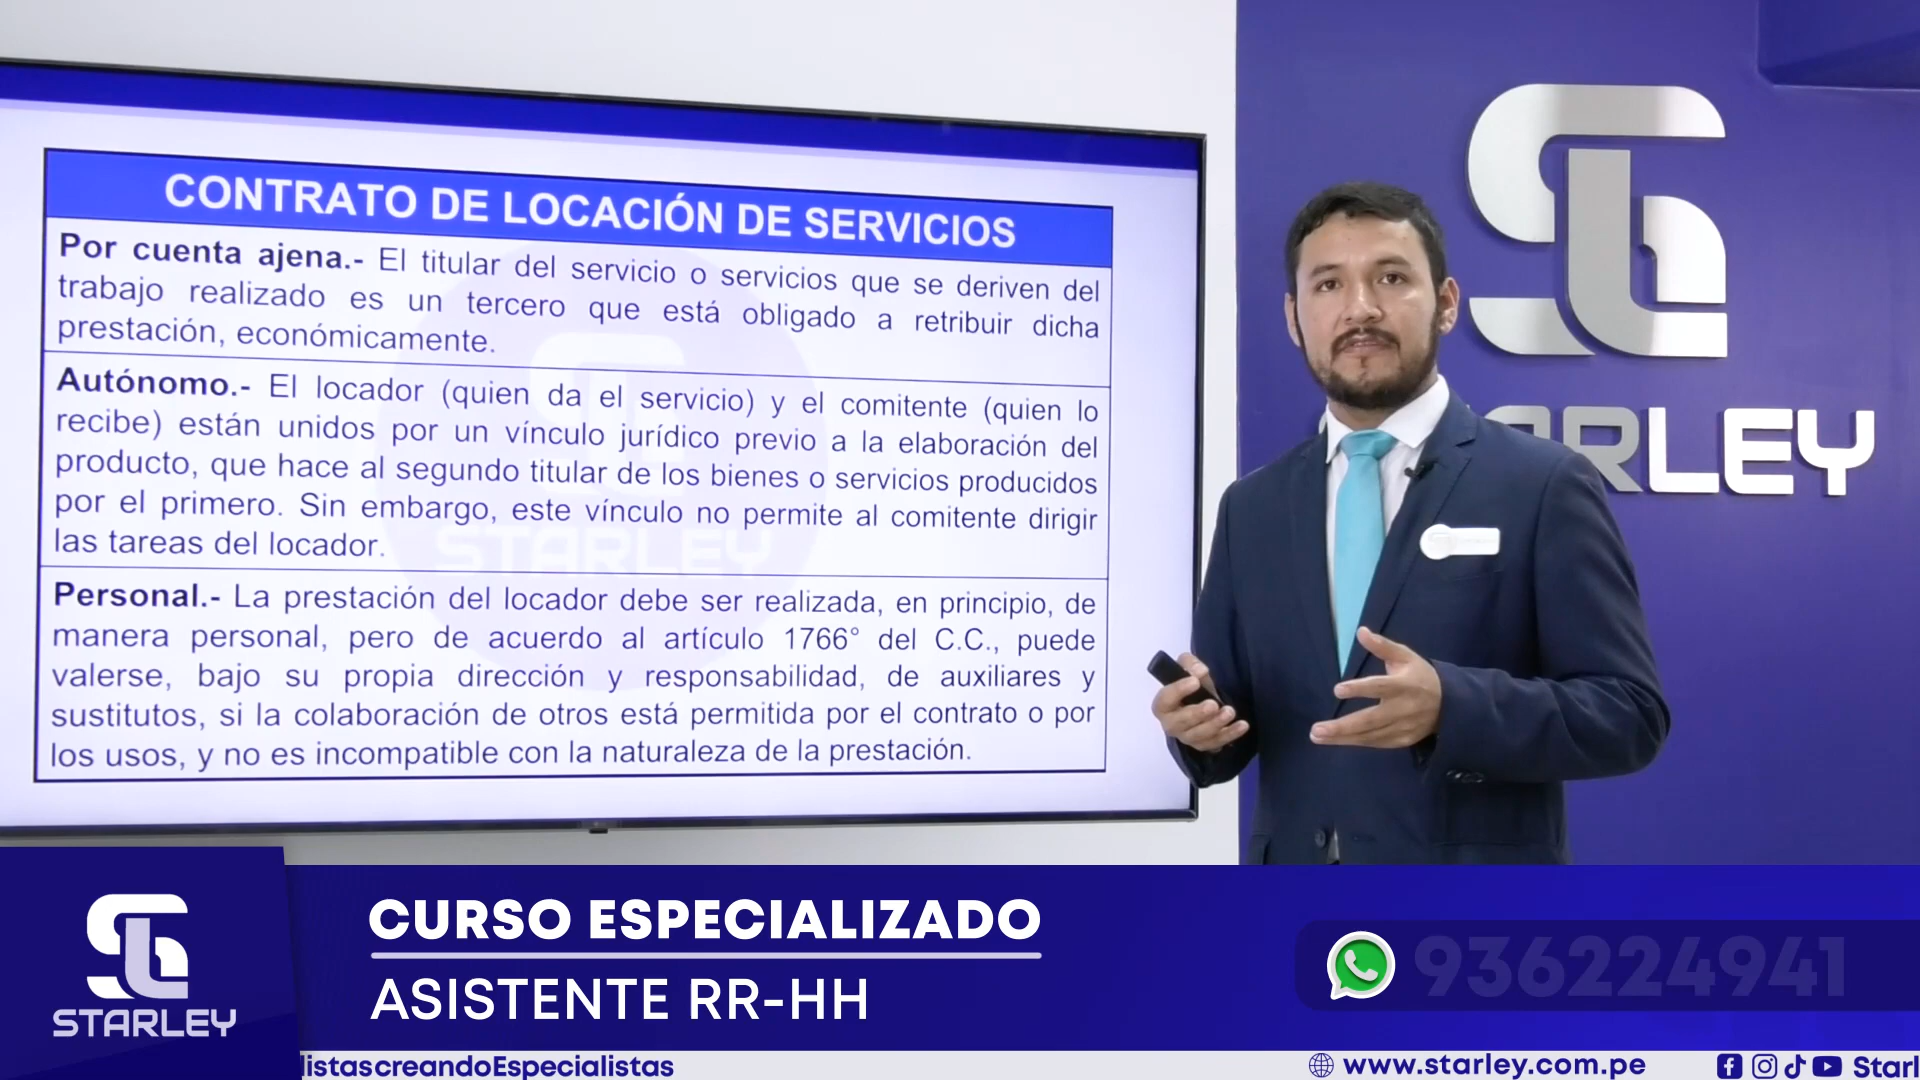 CONTRATO DE LOCACIÓN DE SERVICIOS
Por cuenta ajena.- El titular del servicio o servicios que se deriven del
trabajo realizado es un tercero que está obligado a retribuir dicha
prestación, económicamente.
Autónomo.- El locador (quien da el servicio) y el comitente (quien lo
recibe) están unidos por un vínculo jurídico previo a la elaboración del
producto, que hace al segundo titular de los bienes o servicios producidos
por el primero. Sin embargo, este vínculo no permite al comitente dirigir
las tareas del locador.
Personal.- La prestación del locador debe ser realizada, en principio, de
manera personal, pero de acuerdo al artículo 1766° del C.C., puede
valerse, bajo su propia dirección y responsabilidad, de auxiliares y
sustitutos, si la colaboración de otros está permitida por el contrato o por
los usos, y no es incompatible con la naturaleza de la prestación.
STARLEY
ARLEY
STARLEY
CURSO ESPECIALIZADO
ASISTENTE RR-HH
936224941
listascreandoEspecialistas
www.starley.com.pe
Starl